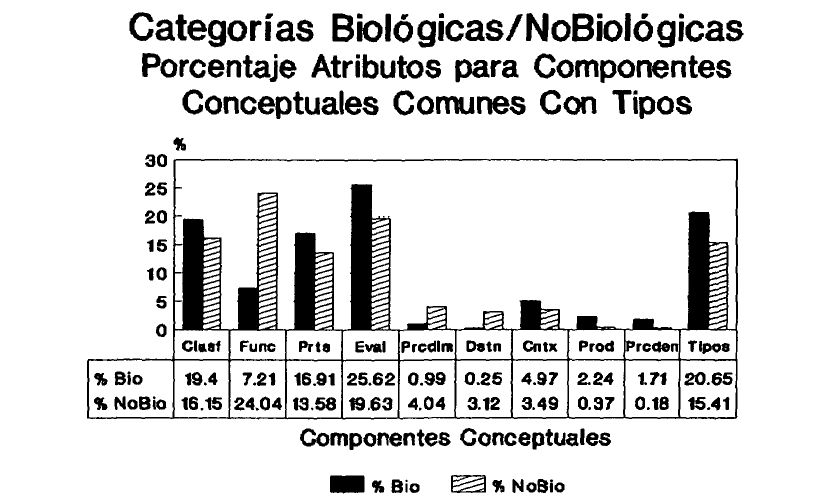 Categorías Biológicas/NoBiológicas
Porcentaje Atributos para Componentes
Conceptuales Comunes Con Tipos
%
30
25
20
15
10
5
0
Clasf Func Prts Eval Prcdim Dstn Cntx Prod Prcden Tipos
% Bio 19.4 7.21 16.91 25.62 0.99 0.25 4.97 2.24 1.71 20.65
% NoBio 16.15 24.04 13.58 19.63 4.04 3.12 3.49 0.37 0.18 15.41
Componentes Conceptuales
% Bio % NoBio